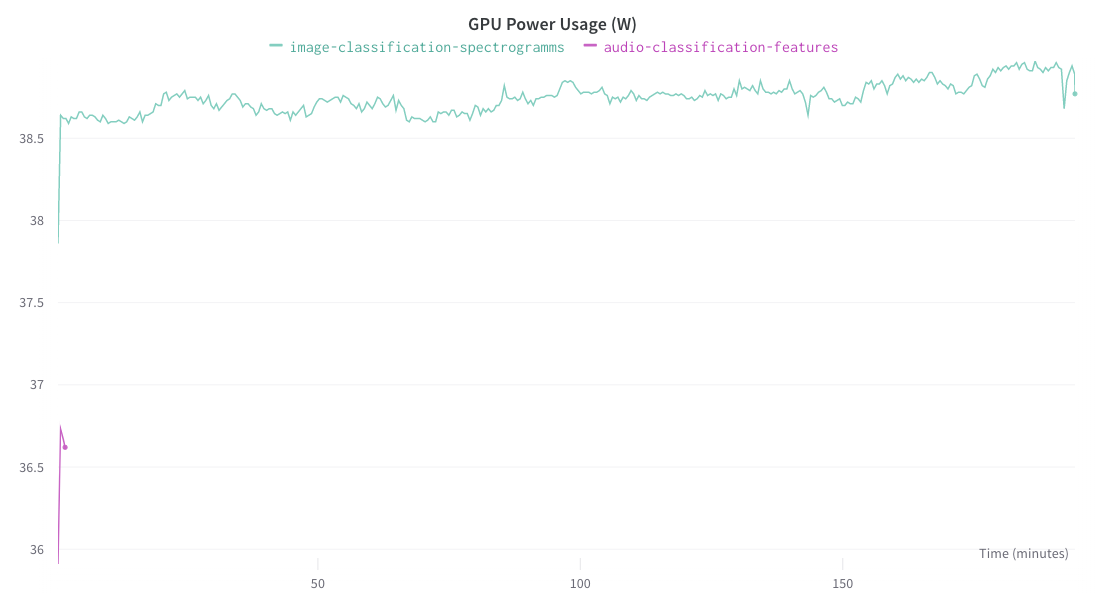 GPU Power Usage (W)
image-classification-spectrogramms audio-classification-features
38.5
38
37.5
37
36.5
36
Time (minutes)
50 100 150